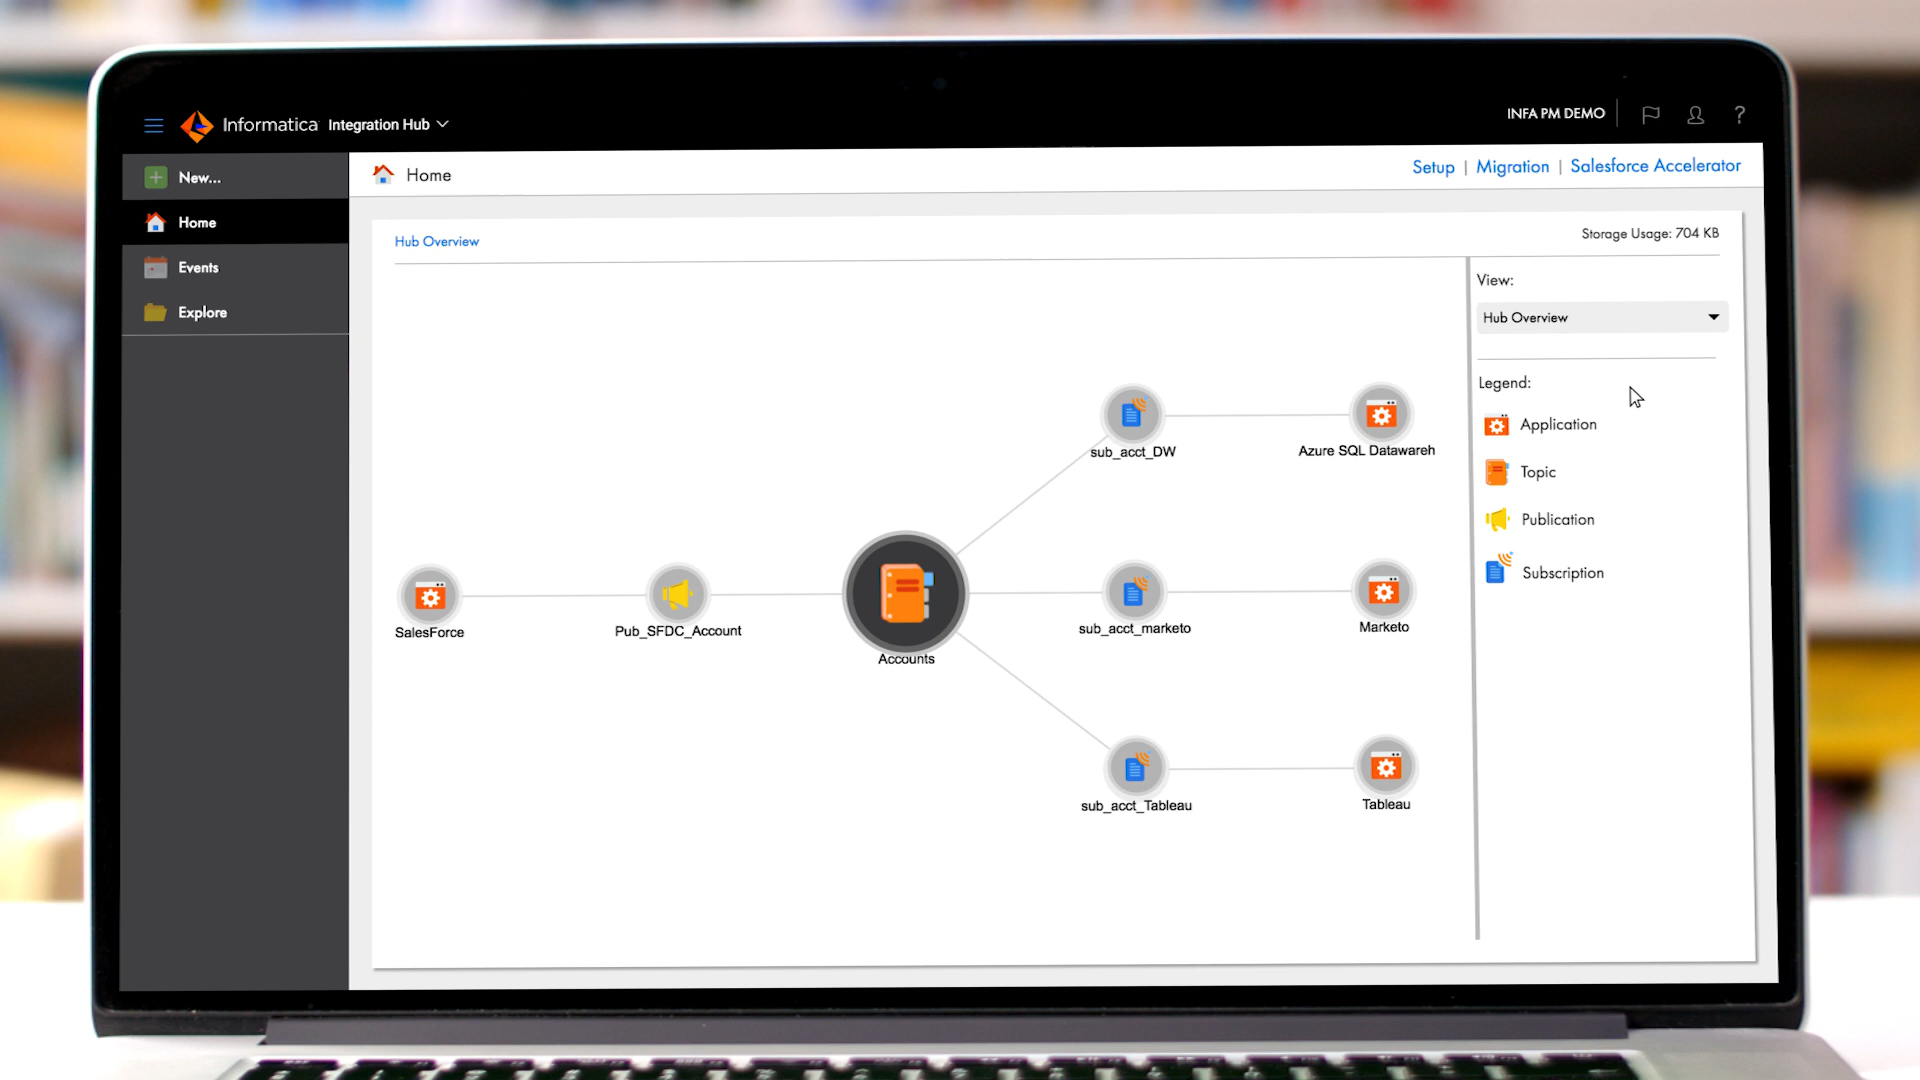 Informatica Integration Hub
INFA PM DEMO
?
New...
Home
Events
Explore
Home
Setup | Migration | Salesforce Accelerator
Hub Overview
Storage Usage: 704 KB
View:
Hub Overview
Legend:
Application
Topic
Publication
Subscription
sub_acct_DW
Azure SQL Datawareh
SalesForce
Pub_SFDC_Account
Accounts
sub_acct_marketo
Marketo
sub_acct_Tableau
Tableau